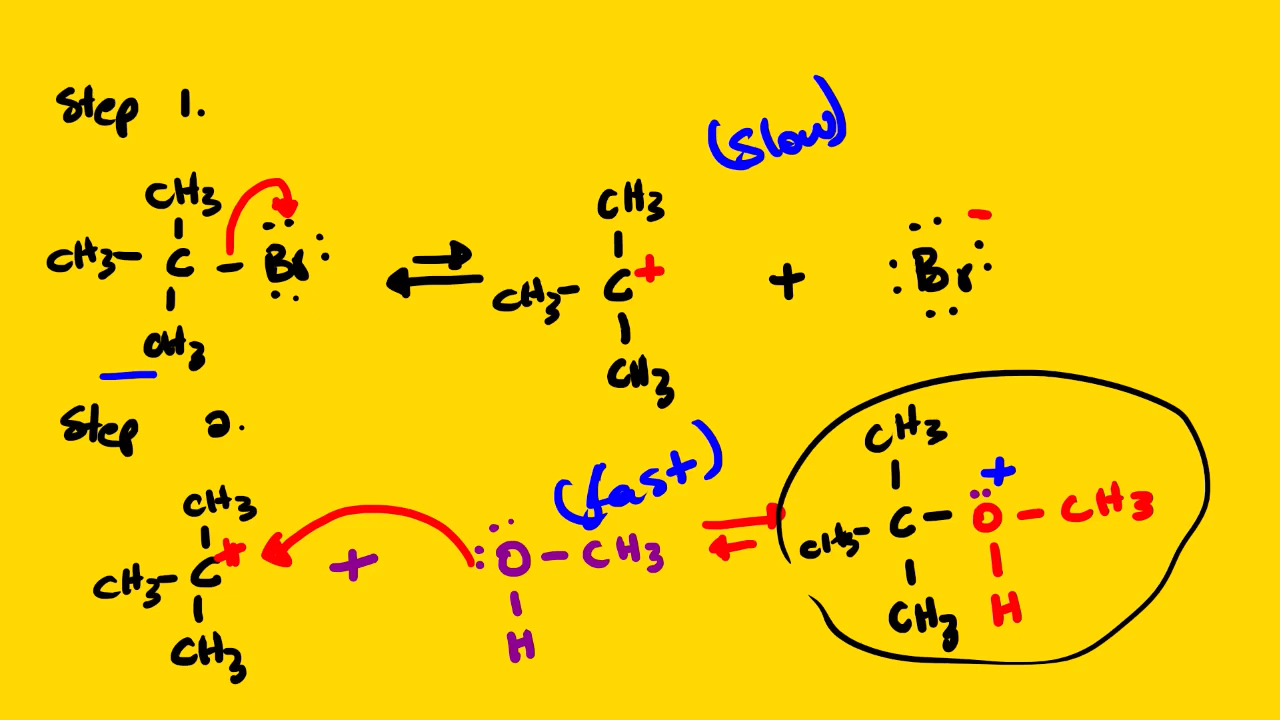 Step 1.
(slow)
CH3 CH3 -
CH3- C - Br CH3- C+ + Br
CH3 CH3
Step 2.
CH3 (fast) CH3 +
CH3- C+ + O - CH3 CH3- C - O - CH3
CH3 H CH3 H